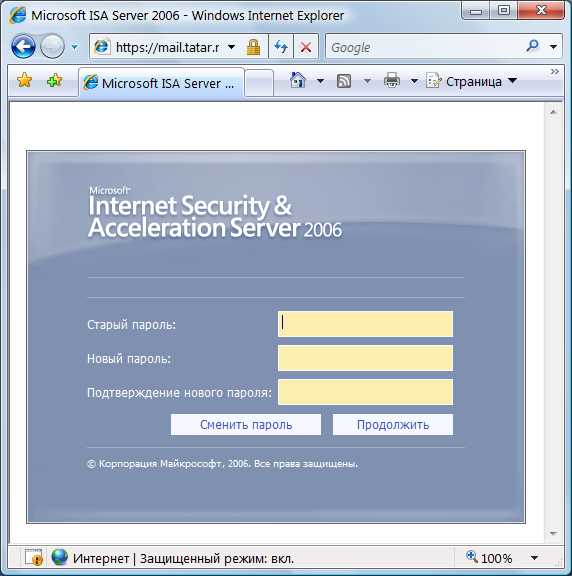 Microsoft ISA Server 2006 - Windows Internet Explorer
https://mail.tatar.r
Google
Microsoft ISA Server ...
Страница
»
Microsoft®
Internet Security &
Acceleration Server 2006
Старый пароль:
Новый пароль:
Подтверждение нового пароля:
Сменить пароль Продолжить
© Корпорация Майкрософт, 2006. Все права защищены.
Интернет | Защищенный режим: вкл.
100%